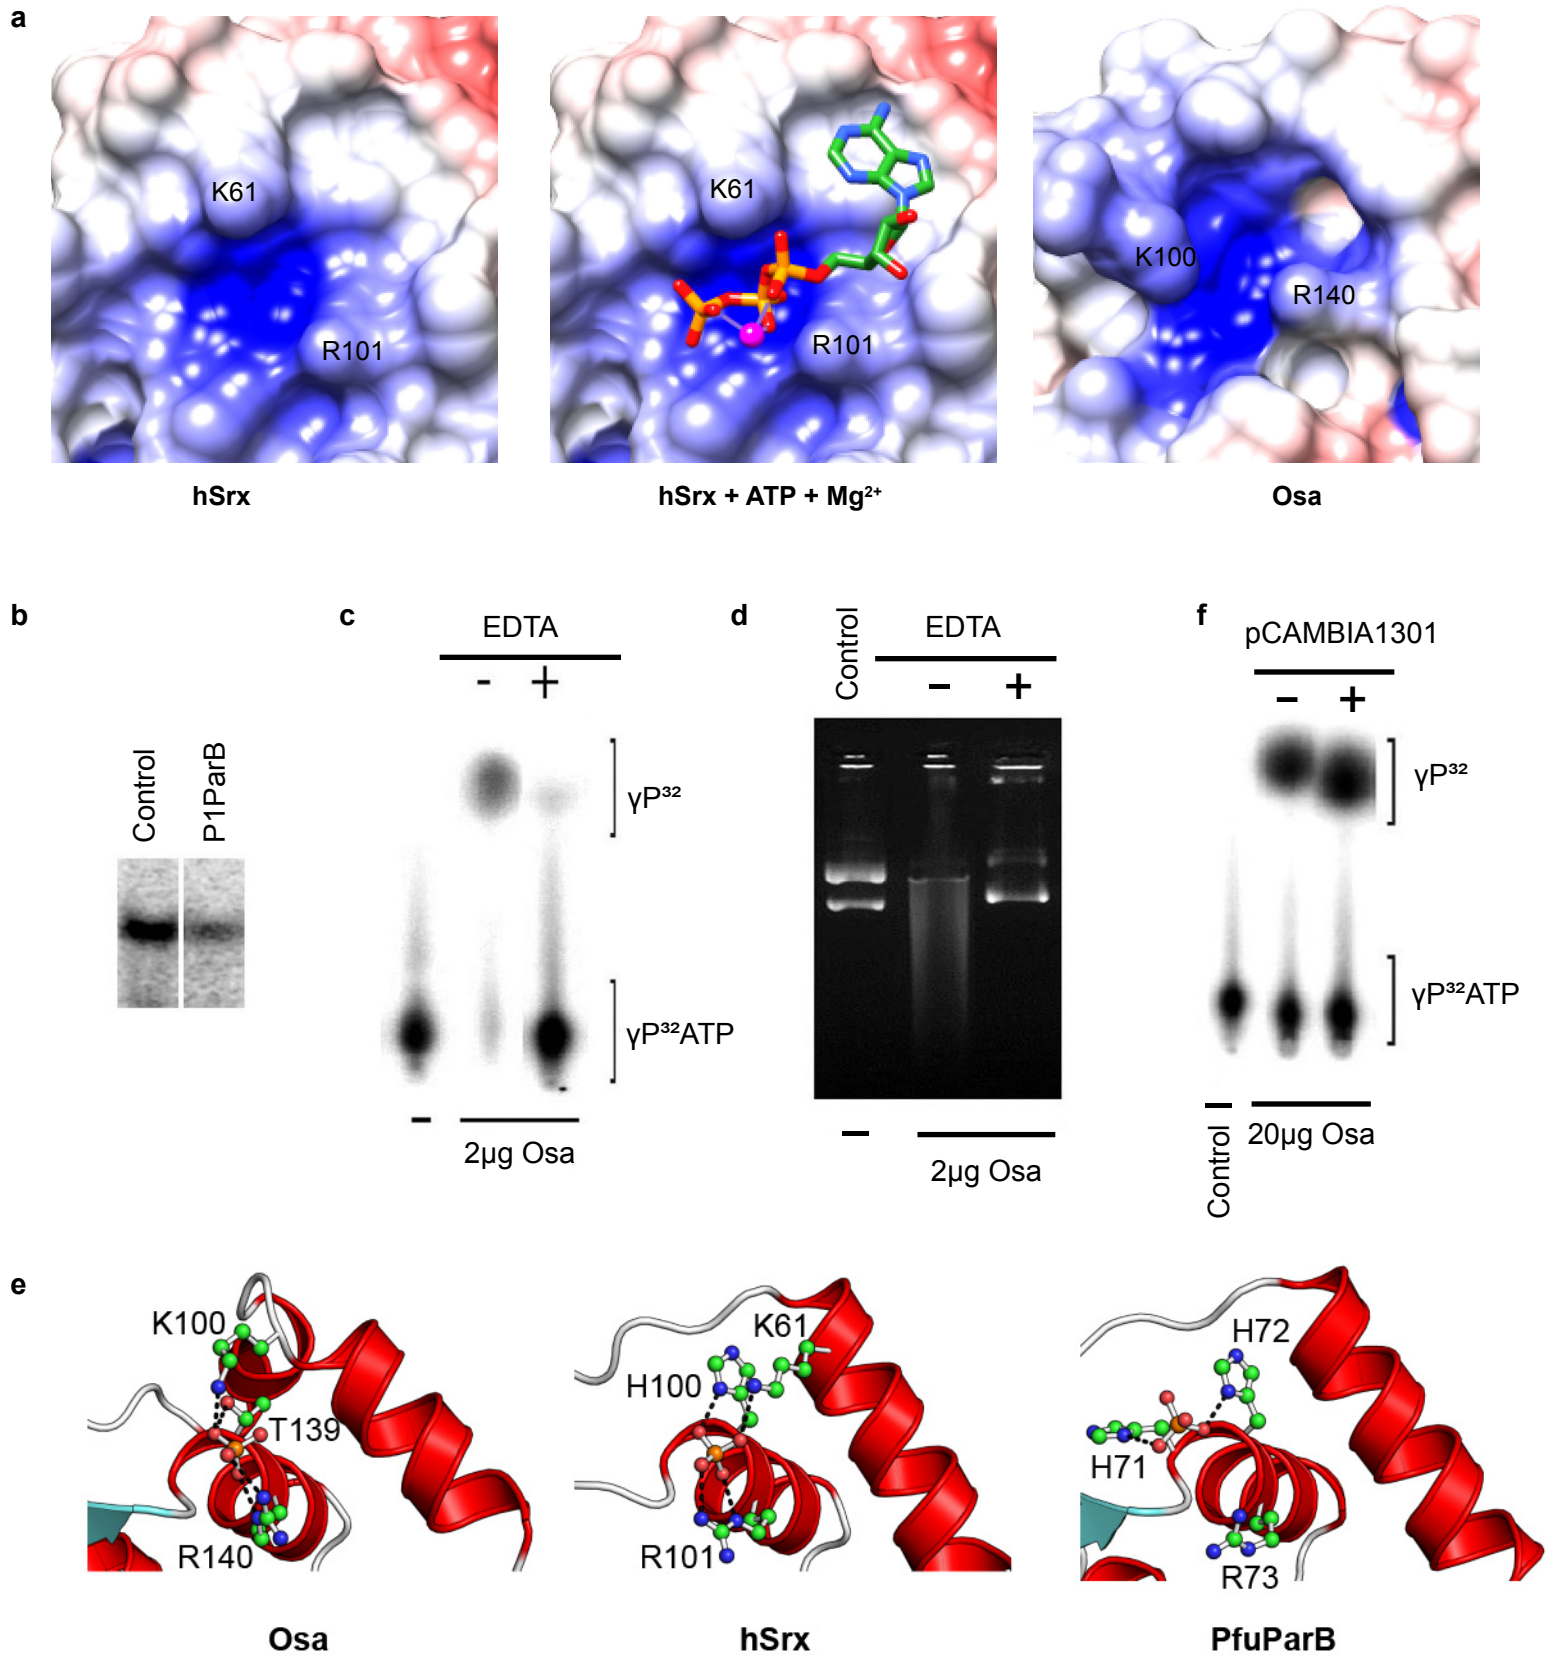 a
K61
R101
K61
R101
K100
R140
hSrx
hSrx + ATP + Mg²⁺
Osa
b
Control
P1ParB
c
EDTA
- +
γP³²
γP³²ATP
−
2µg Osa
d
Control
EDTA
− +
−
2µg Osa
f
pCAMBIA1301
− +
γP³²
γP³²ATP
−
Control
20µg Osa
e
K100
T139
R140
K61
H100
R101
H72
H71
R73
Osa
hSrx
PfuParB